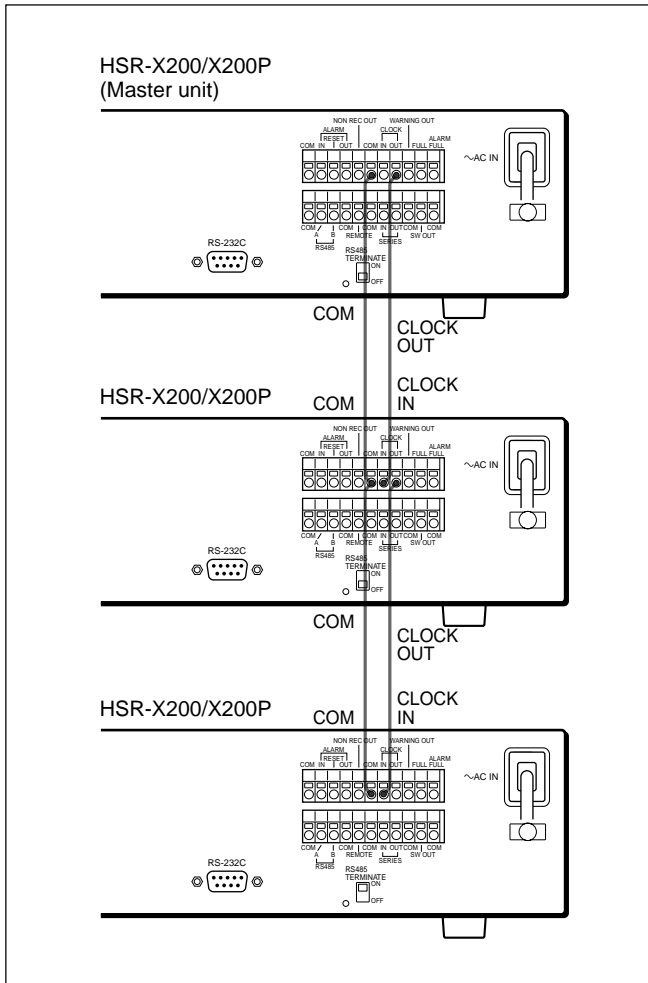 HSR-X200/X200P
(Master unit)
NON REC OUT WARNING OUT
ALARM CLOCK ALARM
RESET
COM IN OUT COM IN OUT FULL FULL
~AC IN
COM A B COM REMOTE COM IN OUT COM SW OUT COM
RS485 SERIES
RS-232C
RS485
TERMINATE
ON
OFF
COM
CLOCK
OUT
HSR-X200/X200P
COM
CLOCK
IN
NON REC OUT WARNING OUT
ALARM CLOCK ALARM
RESET
COM IN OUT COM IN OUT FULL FULL
~AC IN
COM A B COM REMOTE COM IN OUT COM SW OUT COM
RS485 SERIES
RS-232C
RS485
TERMINATE
ON
OFF
COM
CLOCK
OUT
HSR-X200/X200P
COM
CLOCK
IN
NON REC OUT WARNING OUT
ALARM CLOCK ALARM
RESET
COM IN OUT COM IN OUT FULL FULL
~AC IN
COM A B COM REMOTE COM IN OUT COM SW OUT COM
RS485 SERIES
RS-232C
RS485
TERMINATE
ON
OFF